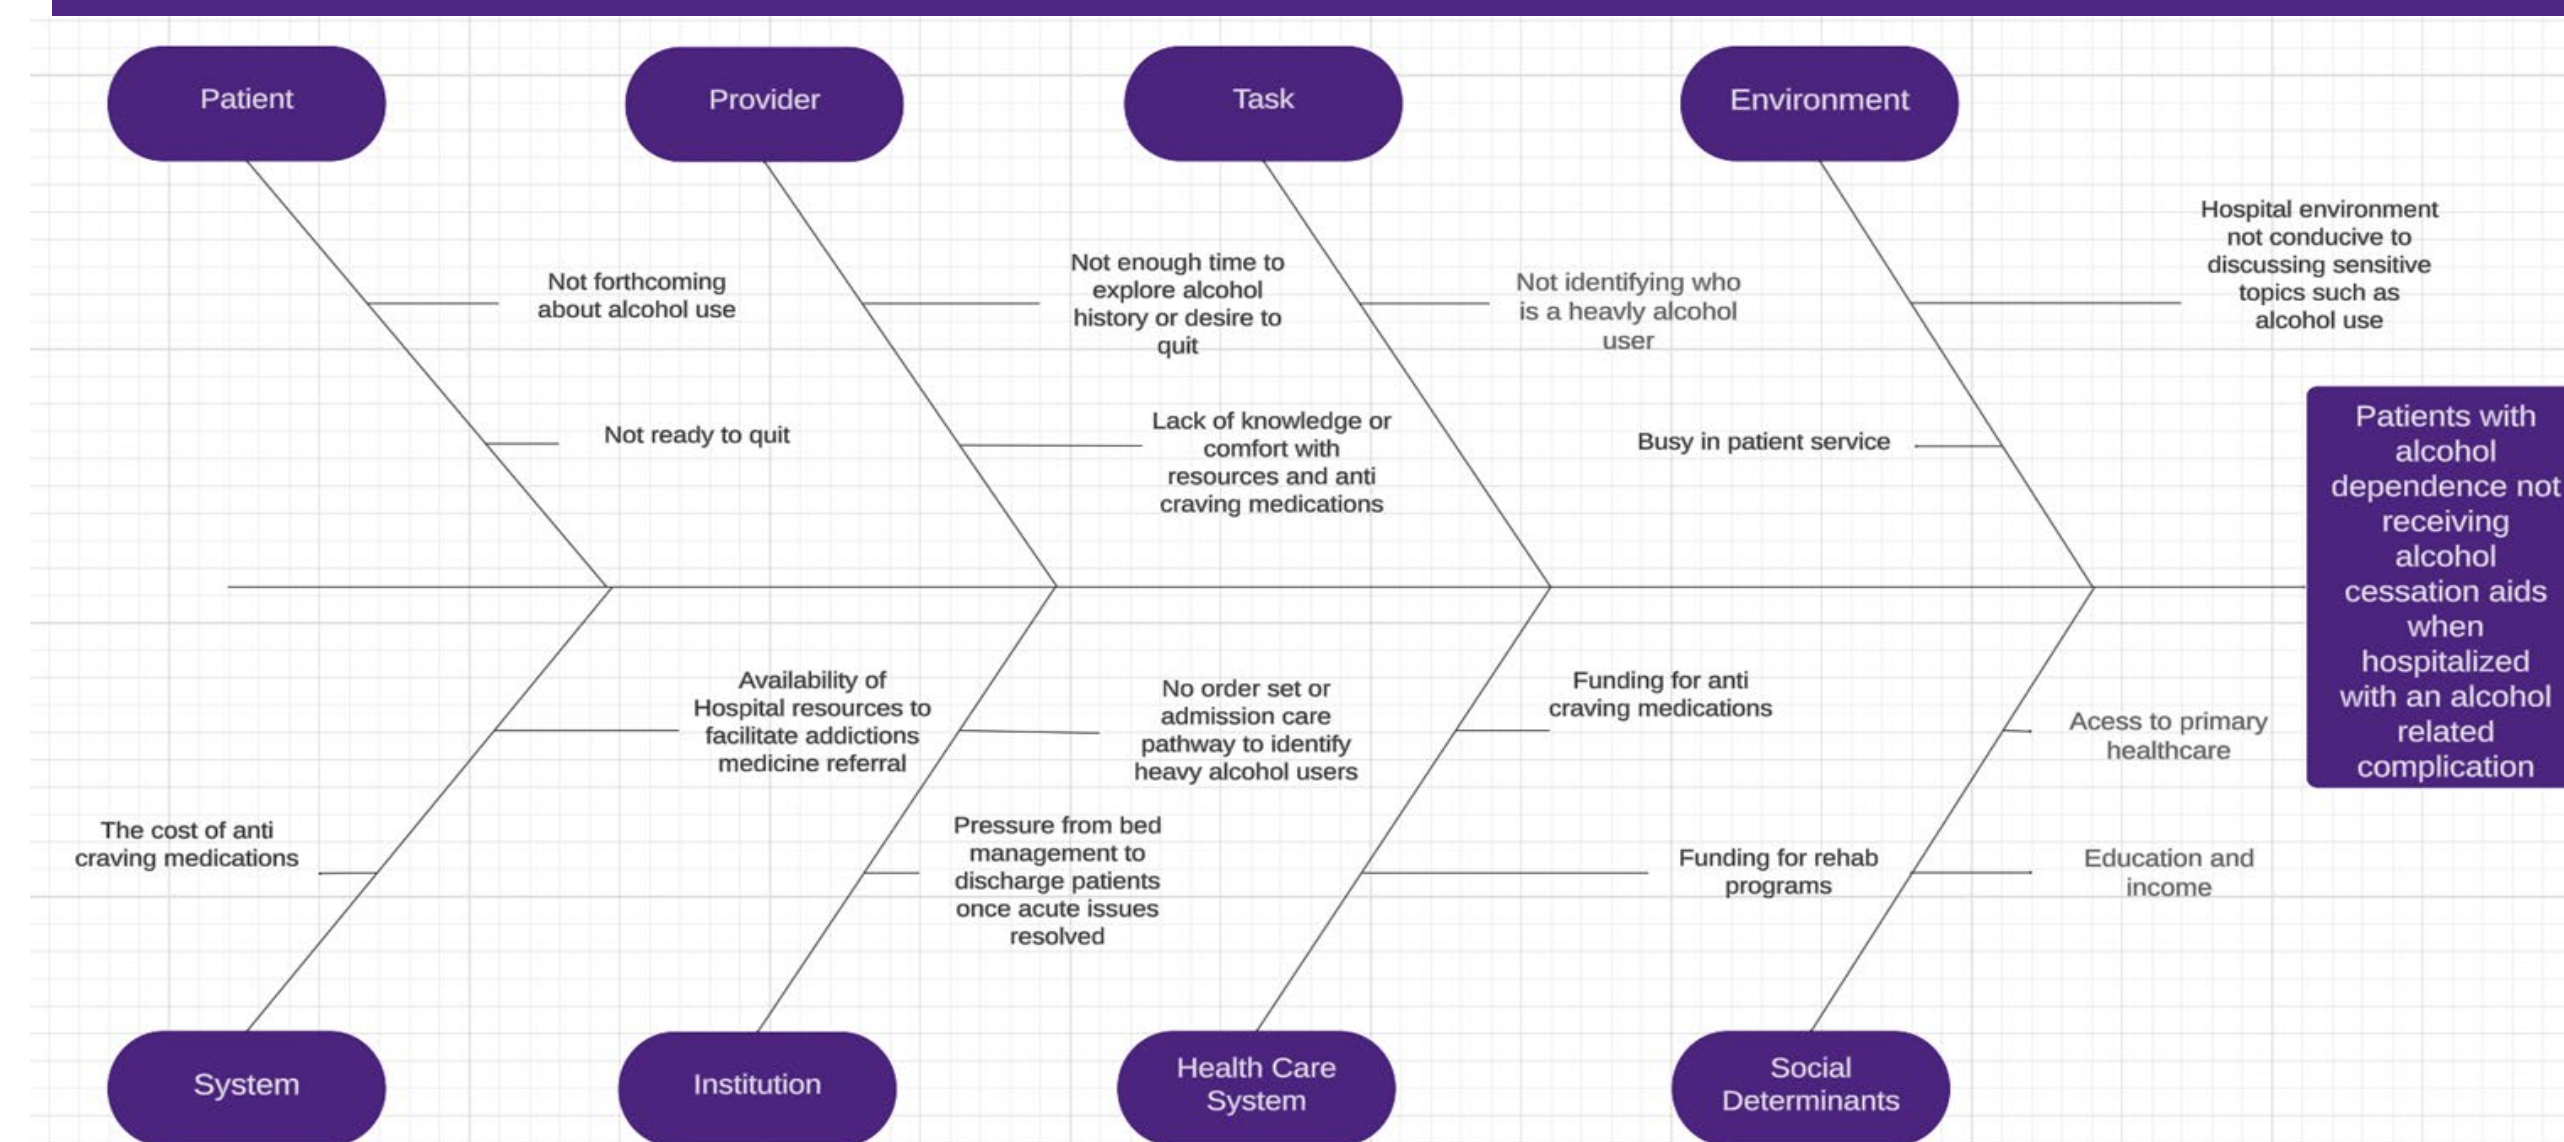 Patient
Provider
Task
Environment
Not forthcoming
about alcohol use
Not ready to quit
Not enough time to
explore alcohol
history or desire to
quit
Lack of knowledge or
comfort with
resources and anti
craving medications
Not identifying who
is a heavly alcohol
user
Hospital environment
not conducive to
discussing sensitive
topics such as
alcohol use
Busy in patient service
Patients with
alcohol
dependence not
receiving
alcohol
cessation aids
when
hospitalized
with an alcohol
related
complication
Availability of
Hospital resources to
facilitate addictions
medicine referral
The cost of anti
craving medications
No order set or
admission care
pathway to identify
heavy alcohol users
Pressure from bed
management to
discharge patients
once acute issues
resolved
Funding for anti
craving medications
Funding for rehab
programs
Acess to primary
healthcare
Education and
income
System
Institution
Health Care
System
Social
Determinants